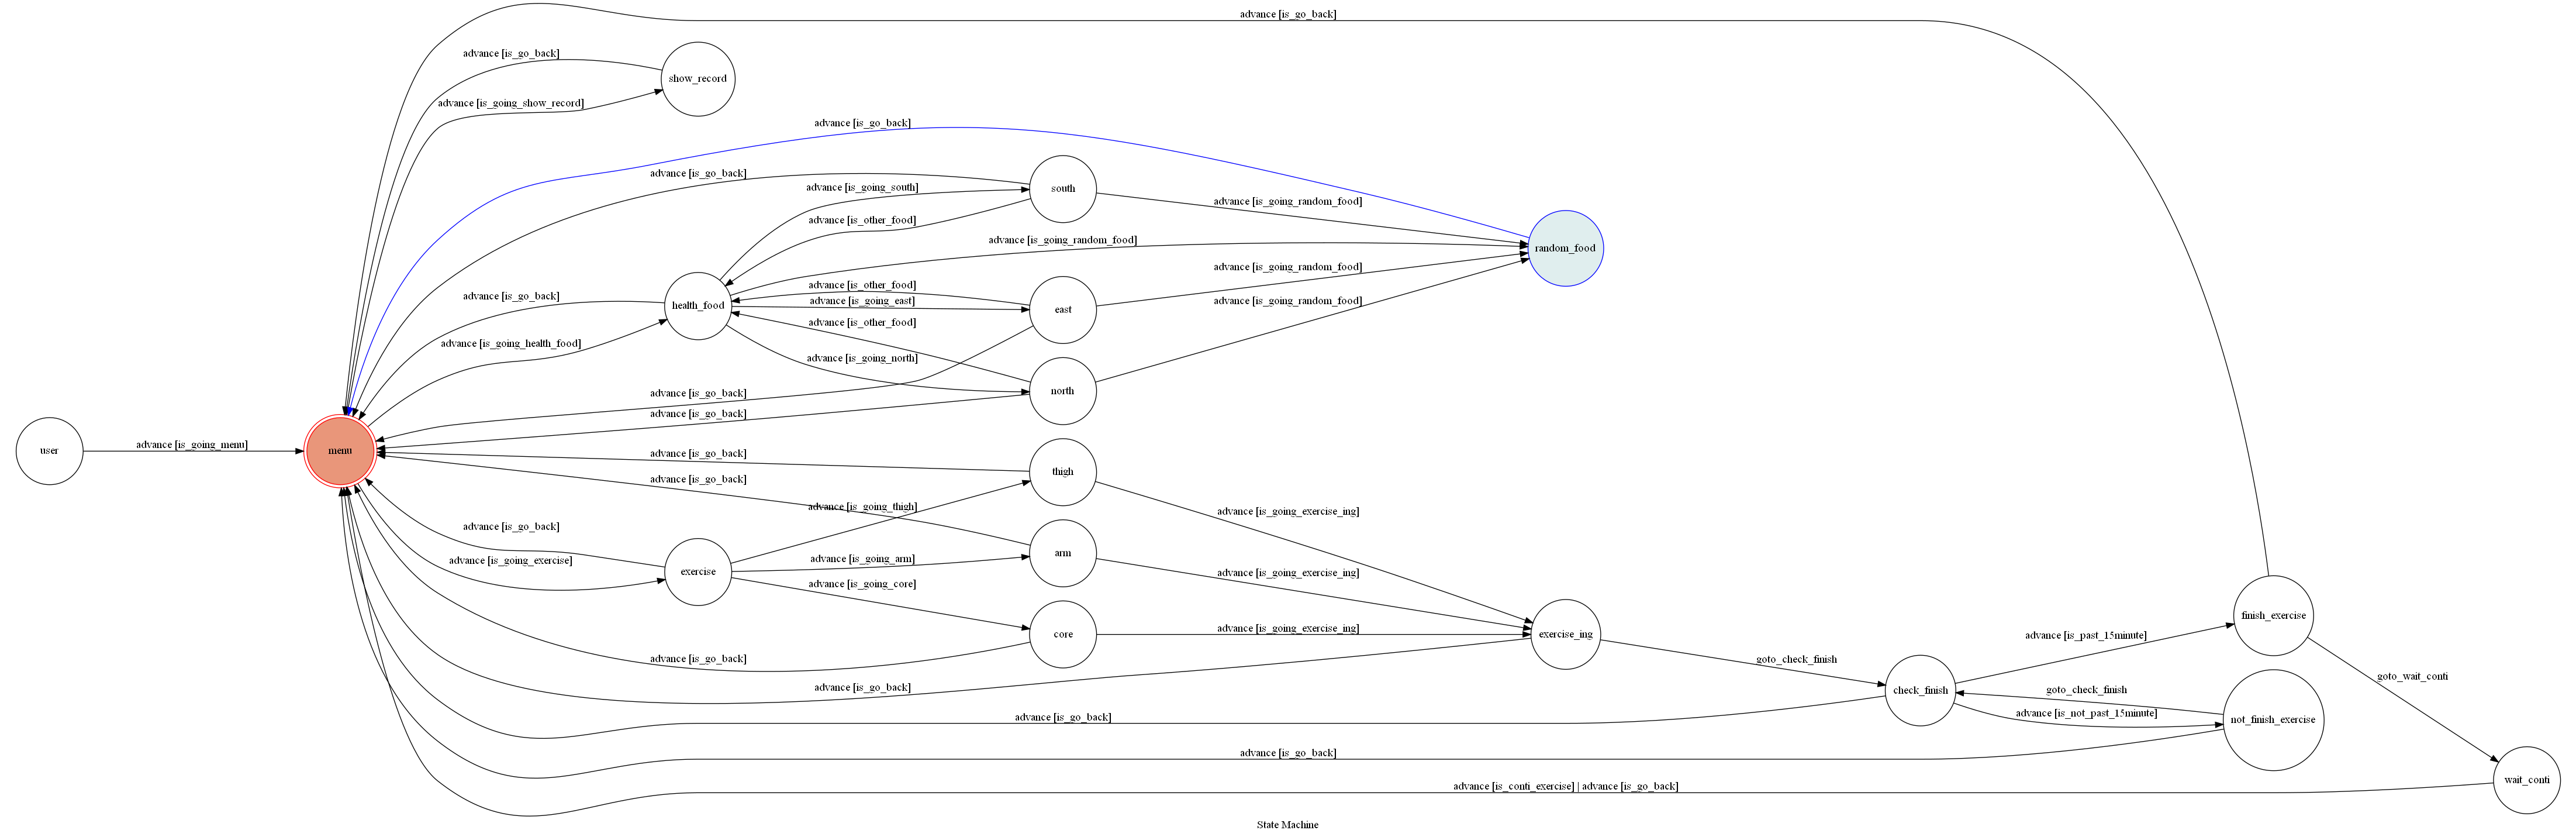 advance [is_go_back]
advance [is_go_back]
show_record
advance [is_going_show_record]
advance [is_go_back]
advance [is_go_back]
advance [is_going_south]
south
advance [is_going_random_food]
advance [is_other_food]
advance [is_going_random_food]
random_food
advance [is_going_random_food]
advance [is_other_food]
advance [is_go_back]
advance [is_going_east]
health_food
east
advance [is_going_random_food]
advance [is_other_food]
advance [is_going_health_food]
advance [is_going_north]
north
advance [is_go_back]
advance [is_go_back]
user
advance [is_going_menu]
menu
advance [is_go_back]
thigh
advance [is_go_back]
advance [is_going_thigh]
advance [is_going_exercise_ing]
advance [is_go_back]
arm
advance [is_going_arm]
advance [is_going_exercise]
exercise
advance [is_going_exercise_ing]
advance [is_going_core]
finish_exercise
advance [is_going_exercise_ing]
core
exercise_ing
advance [is_past_15minute]
advance [is_go_back]
goto_check_finish
goto_wait_conti
advance [is_go_back]
check_finish
goto_check_finish
advance [is_go_back]
advance [is_not_past_15minute]
not_finish_exercise
advance [is_go_back]
wait_conti
advance [is_conti_exercise] | advance [is_go_back]
State Machine